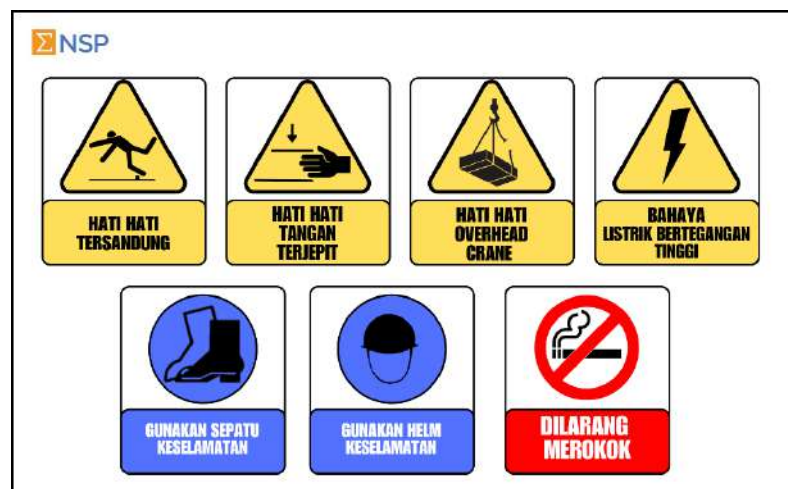 Σ NSP
HATI HATI
TERSANDUNG
HATI HATI
TANGAN
TERJEPIT
HATI HATI
OVERHEAD
CRANE
BAHAYA
LISTRIK BERTEGANGAN
TINGGI
GUNAKAN SEPATU
KESELAMATAN
GUNAKAN HELM
KESELAMATAN
DILARANG
MEROKOK